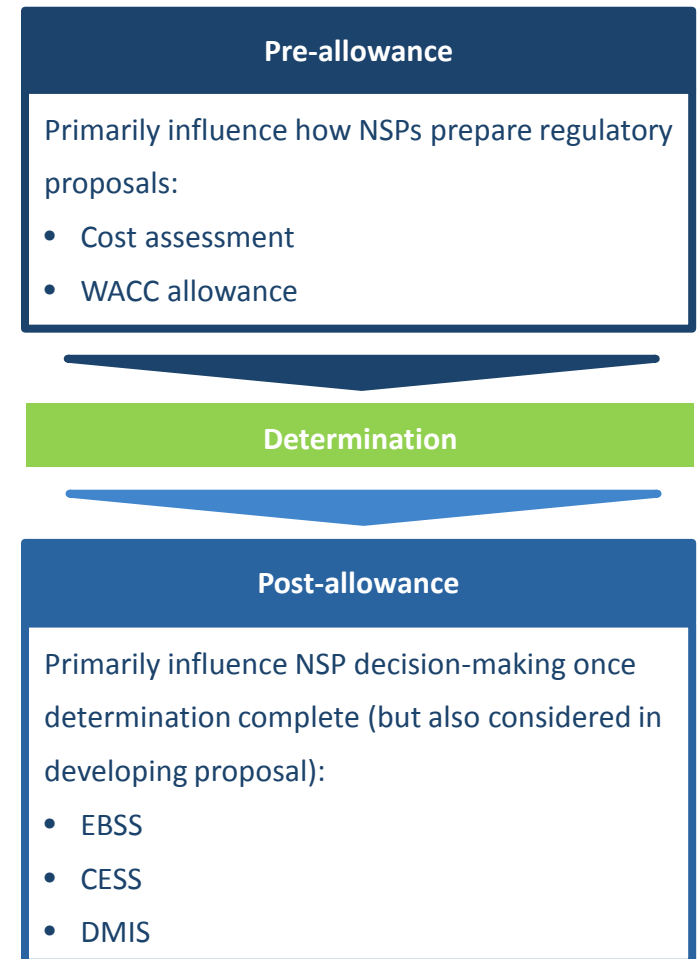 Pre-allowance
Primarily influence how NSPs prepare regulatory
proposals:
• Cost assessment
• WACC allowance
Determination
Post-allowance
Primarily influence NSP decision-making once
determination complete (but also considered in
developing proposal):
• EBSS
• CESS
• DMIS